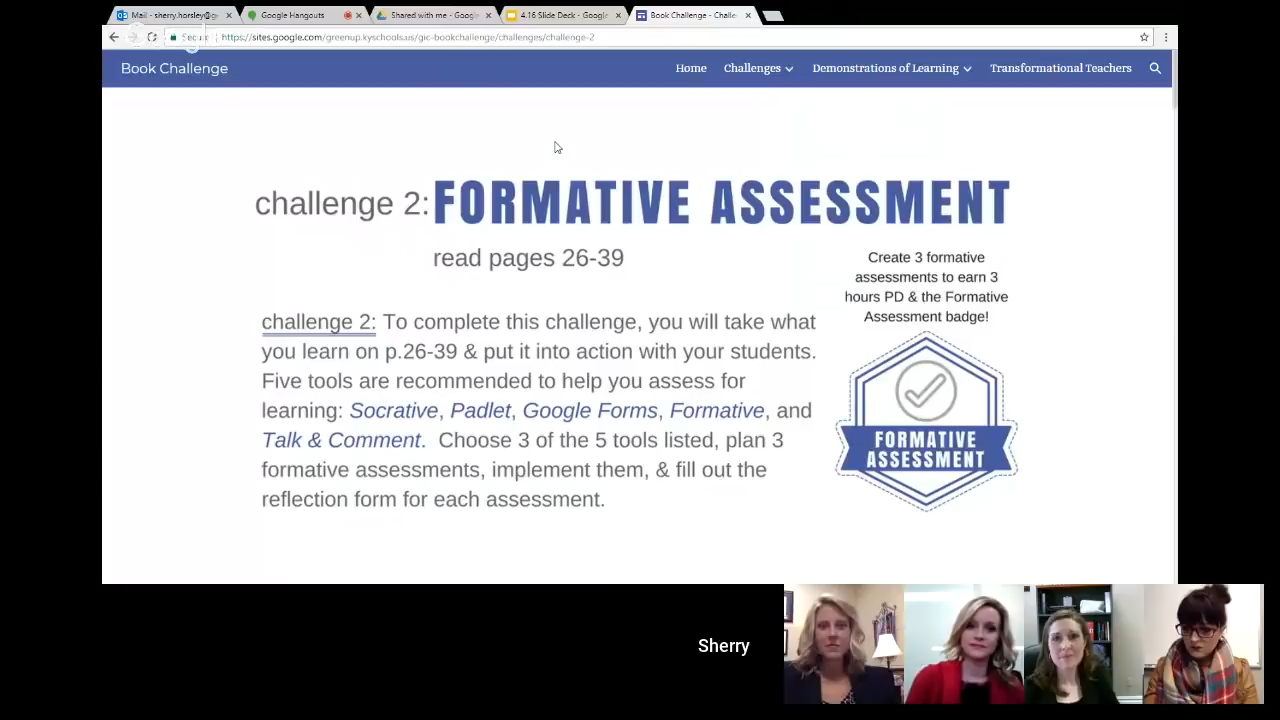 Mail - sherry.horsley@g
Google Hangouts
Shared with me - Google
4.16 Slide Deck - Google
Book Challenge - Challe
https://sites.google.com/greenup.kyschools.us/gic-bookchallenge/challenges/challenge-2
Book Challenge
Home
Challenges
Demonstrations of Learning
Transformational Teachers
challenge 2: FORMATIVE ASSESSMENT
read pages 26-39
challenge 2: To complete this challenge, you will take what
you learn on p.26-39 & put it into action with your students.
Five tools are recommended to help you assess for
learning: Socrative, Padlet, Google Forms, Formative, and
Talk & Comment. Choose 3 of the 5 tools listed, plan 3
formative assessments, implement them, & fill out the
reflection form for each assessment.
Create 3 formative
assessments to earn 3
hours PD & the Formative
Assessment badge!
FORMATIVE
ASSESSMENT
Sherry